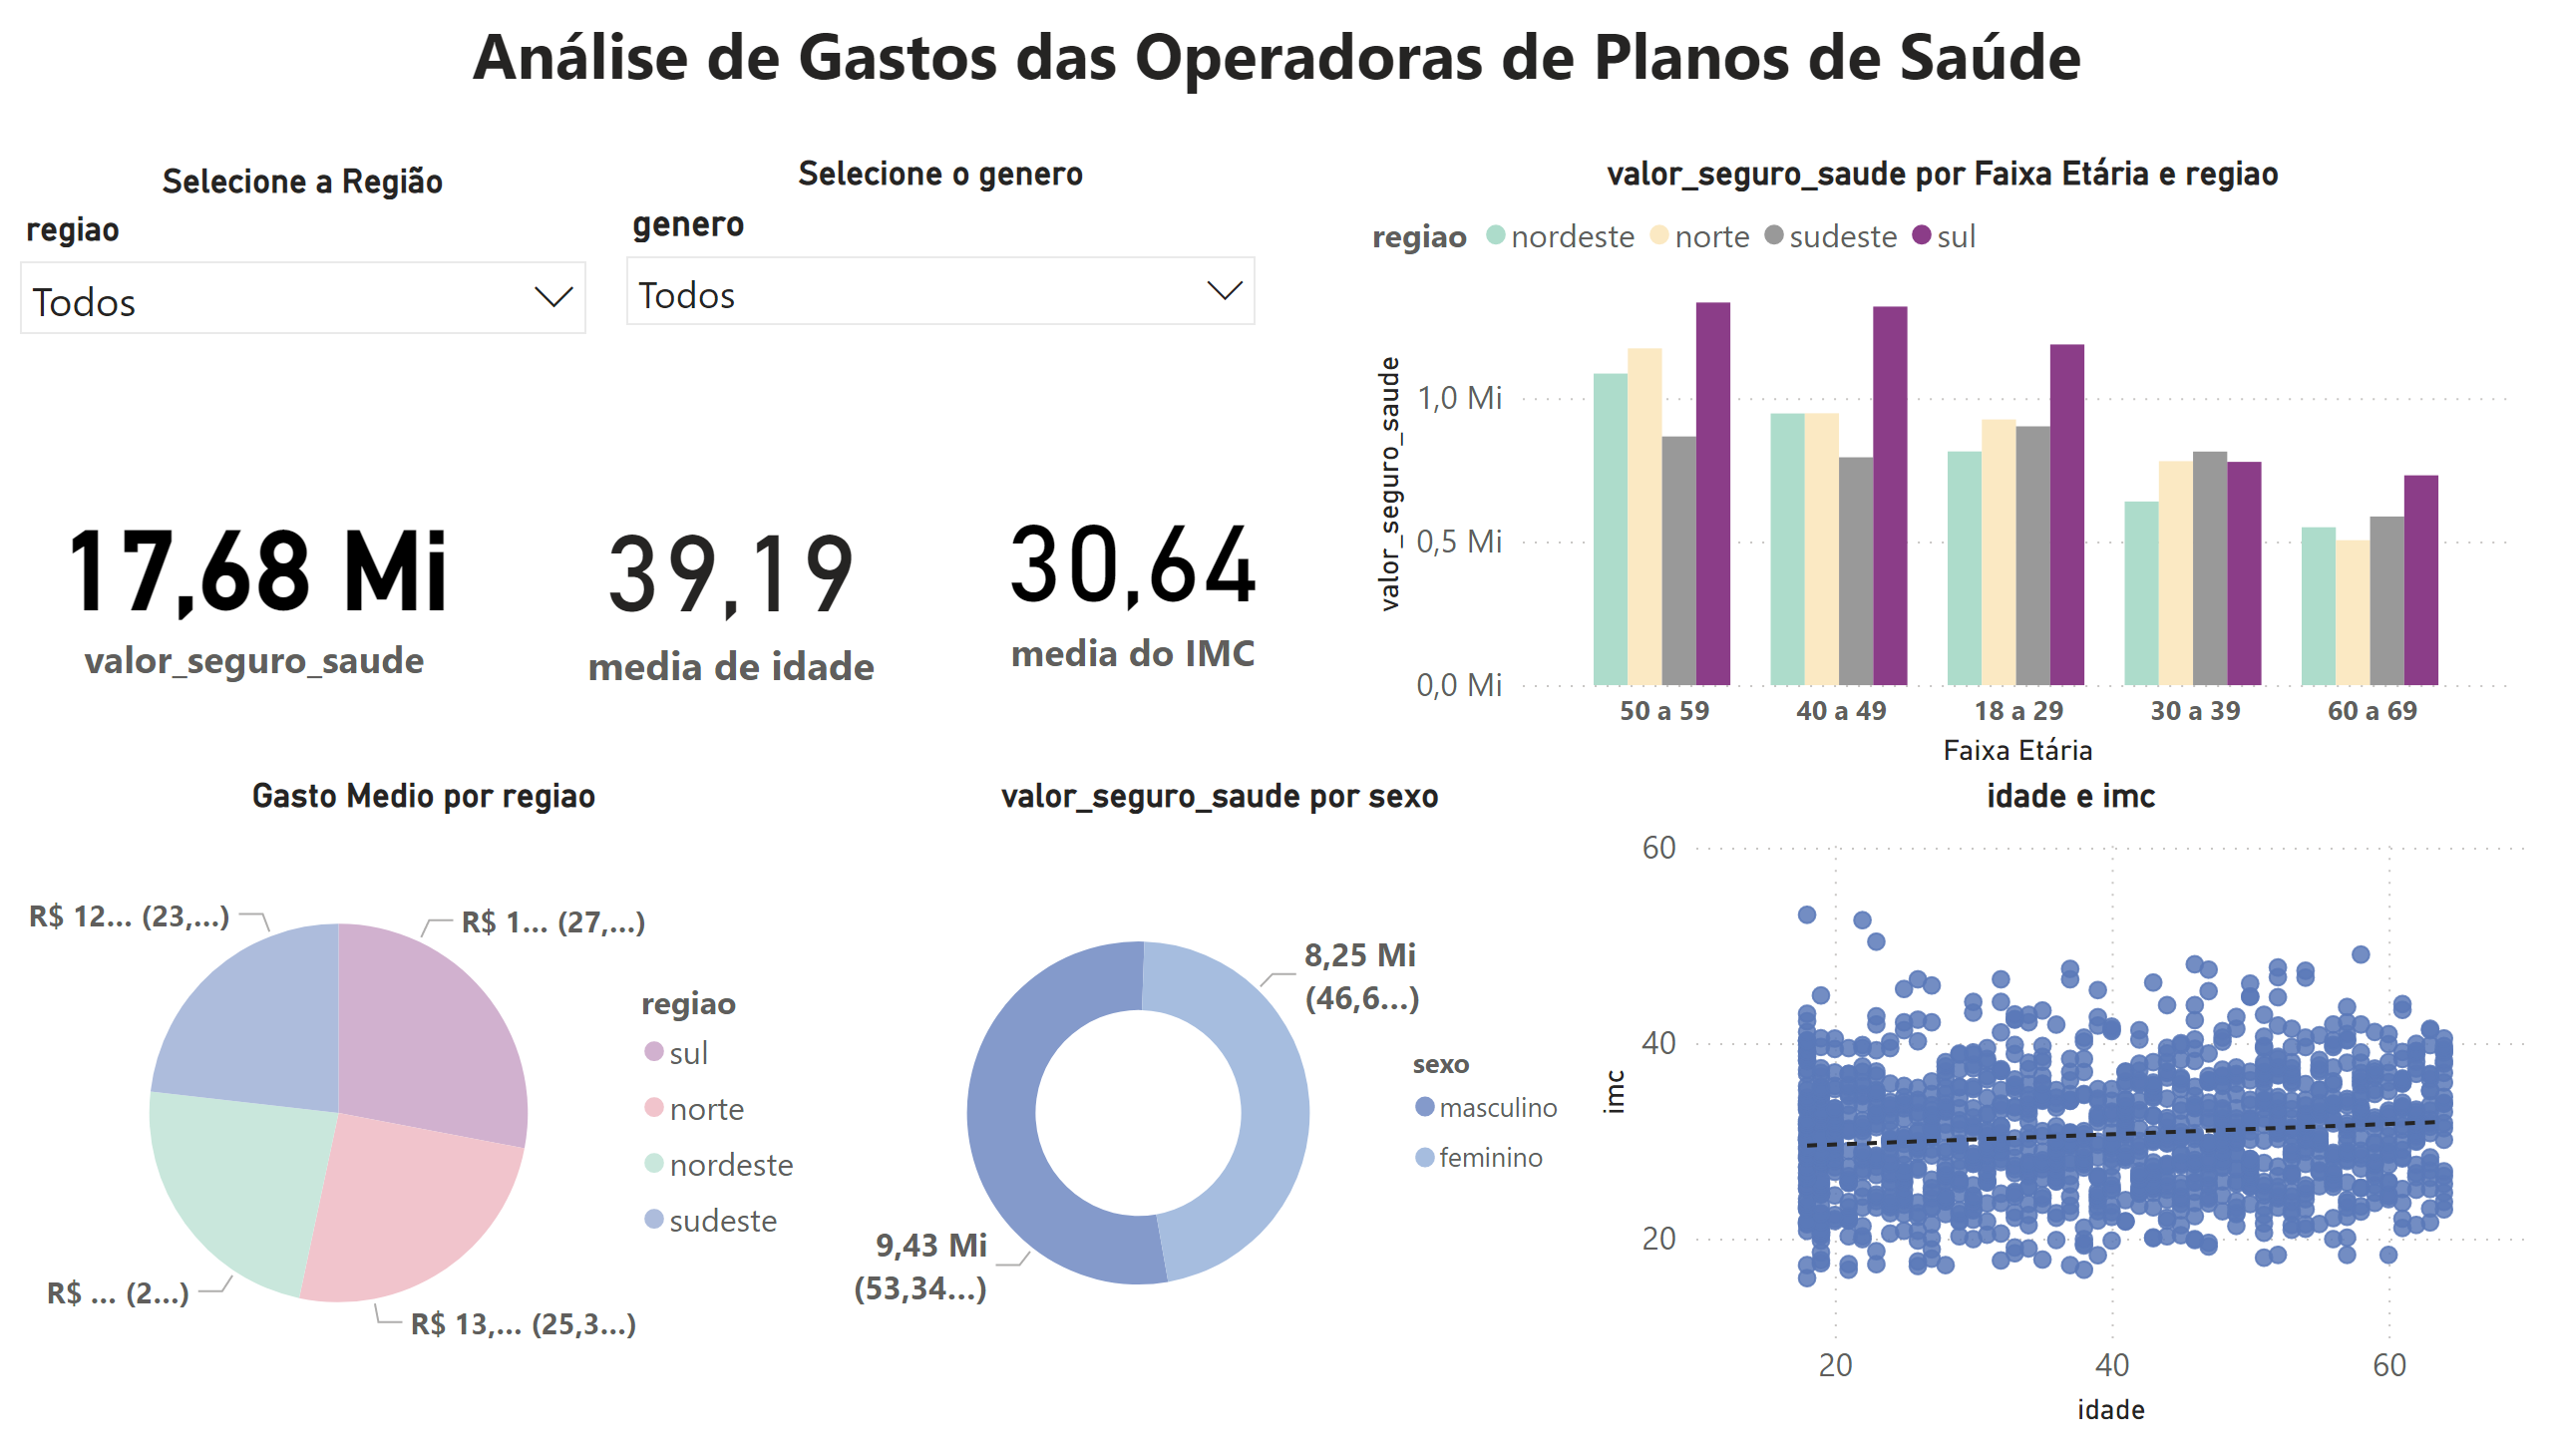 Análise de Gastos das Operadoras de Planos de Saúde
Selecione a Região
regiao
Todos
Selecione o genero
genero
Todos
17,68 Mi
valor_seguro_saude
39,19
media de idade
30,64
media do IMC
valor_seguro_saude por Faixa Etária e regiao
regiao nordeste norte sudeste sul
valor_seguro_saude
1,0 Mi
0,5 Mi
0,0 Mi
50 a 59 40 a 49 18 a 29 30 a 39 60 a 69
Faixa Etária
Gasto Medio por regiao
R$ 12... (23,...)
R$ 1... (27,...)
R$ ... (2...)
R$ 13,... (25,3...)
regiao
sul
norte
nordeste
sudeste
valor_seguro_saude por sexo
8,25 Mi
(46,6...)
9,43 Mi
(53,34...)
sexo
masculino
feminino
idade e imc
imc
60
40
20
20 40 60
idade